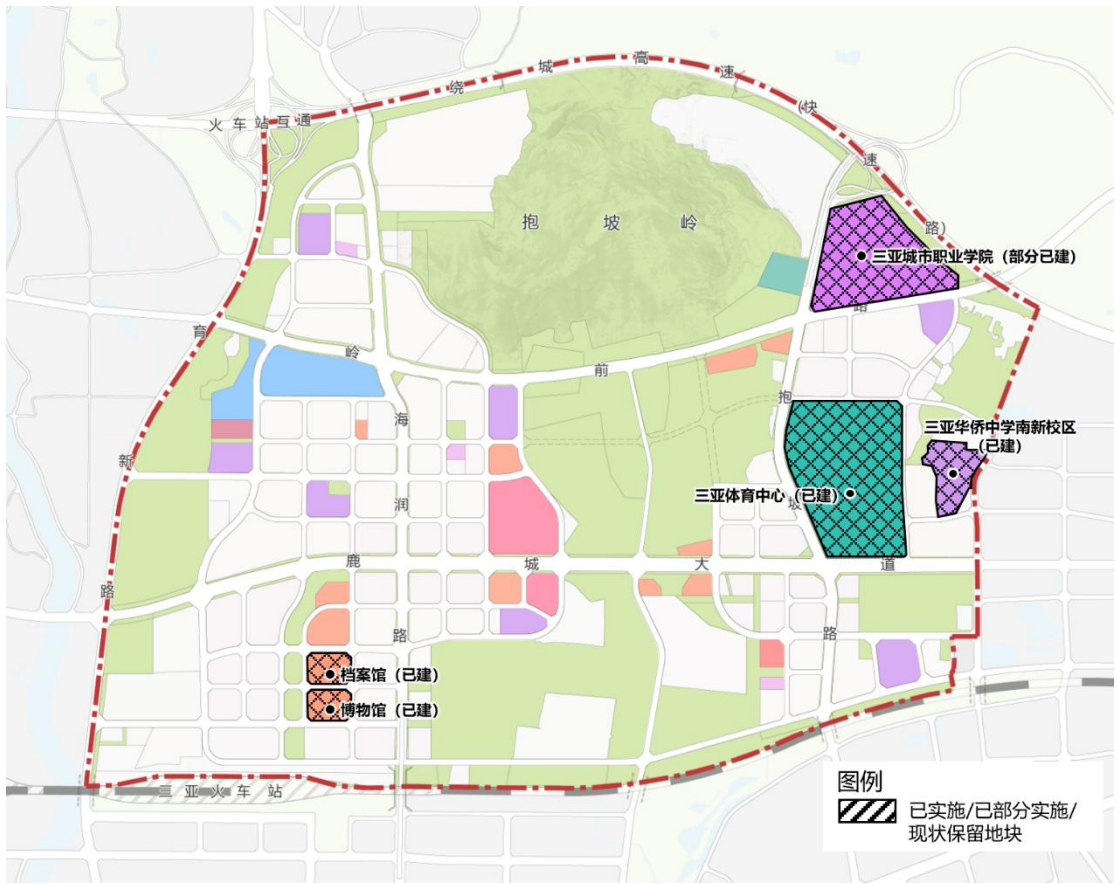 绕城高速（快速路）
火车站互通
抱坡岭
三亚城市职业学院（部分已建）
育新路
岭前路
海润路
抱坡路
三亚华侨中学南新校区
（已建）
三亚体育中心（已建）
鹿城大道
档案馆（已建）
博物馆（已建）
三亚火车站
图例
已实施/已部分实施/
现状保留地块